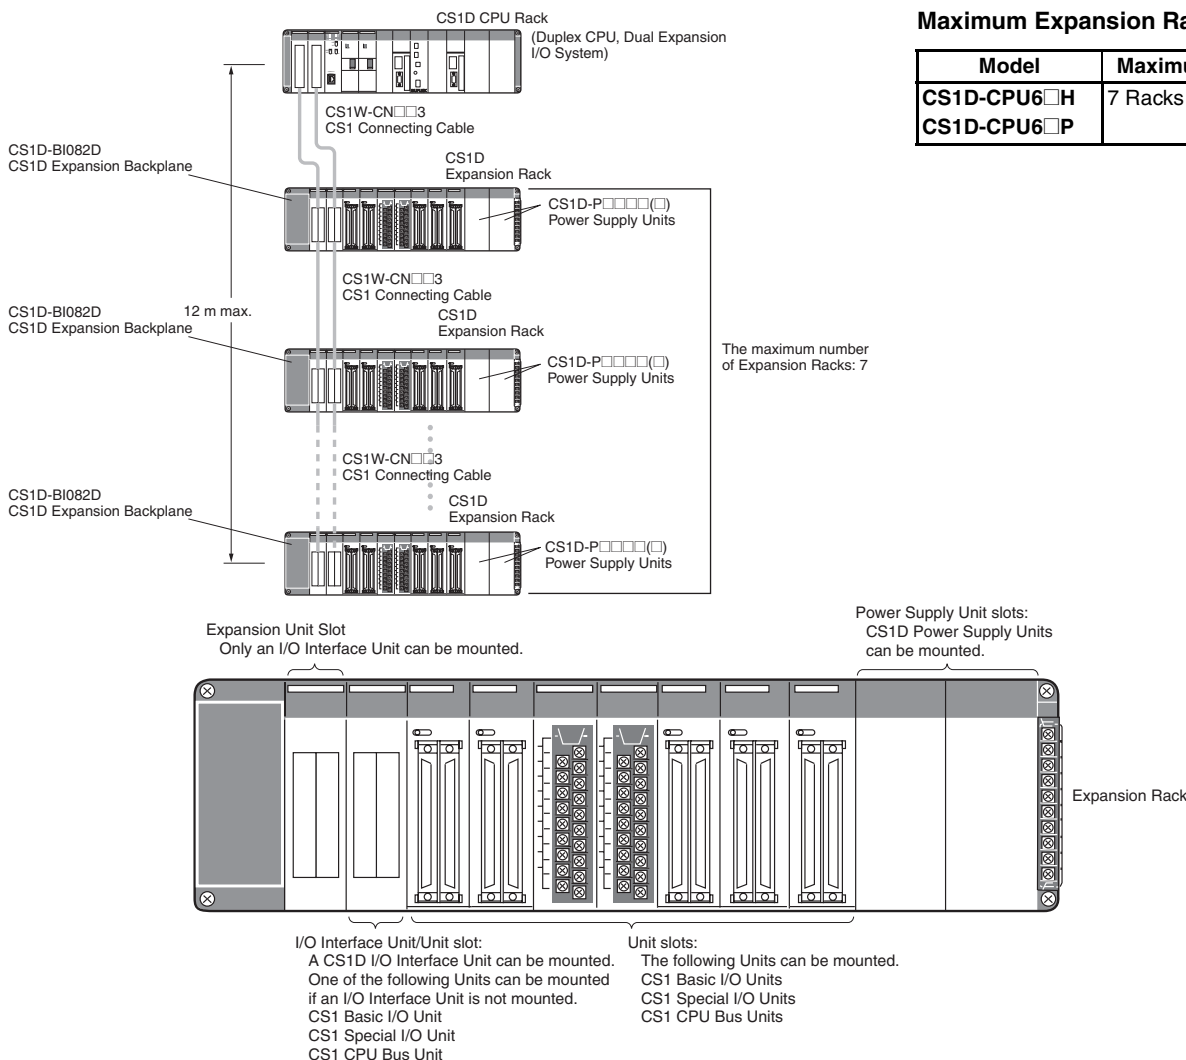 CS1D CPU Rack
(Duplex CPU, Dual Expansion
I/O System)
Maximum Expansion Ra
Model Maximu
CS1D-CPU6□H 7 Racks
CS1D-CPU6□P
CS1W-CN□□3
CS1 Connecting Cable
CS1D-BI082D
CS1D Expansion Backplane
CS1D
Expansion Rack
CS1D-P□□□□(□)
Power Supply Units
CS1W-CN□□3
CS1 Connecting Cable
CS1D-BI082D
CS1D Expansion Backplane
12 m max.
CS1D
Expansion Rack
CS1D-P□□□□(□)
Power Supply Units
The maximum number
of Expansion Racks: 7
CS1W-CN□□3
CS1 Connecting Cable
CS1D-BI082D
CS1D Expansion Backplane
CS1D
Expansion Rack
CS1D-P□□□□(□)
Power Supply Units
Expansion Unit Slot
Only an I/O Interface Unit can be mounted.
Power Supply Unit slots:
CS1D Power Supply Units
can be mounted.
Expansion Rack
I/O Interface Unit/Unit slot:
A CS1D I/O Interface Unit can be mounted.
One of the following Units can be mounted
if an I/O Interface Unit is not mounted.
CS1 Basic I/O Unit
CS1 Special I/O Unit
CS1 CPU Bus Unit
Unit slots:
The following Units can be mounted.
CS1 Basic I/O Units
CS1 Special I/O Units
CS1 CPU Bus Units